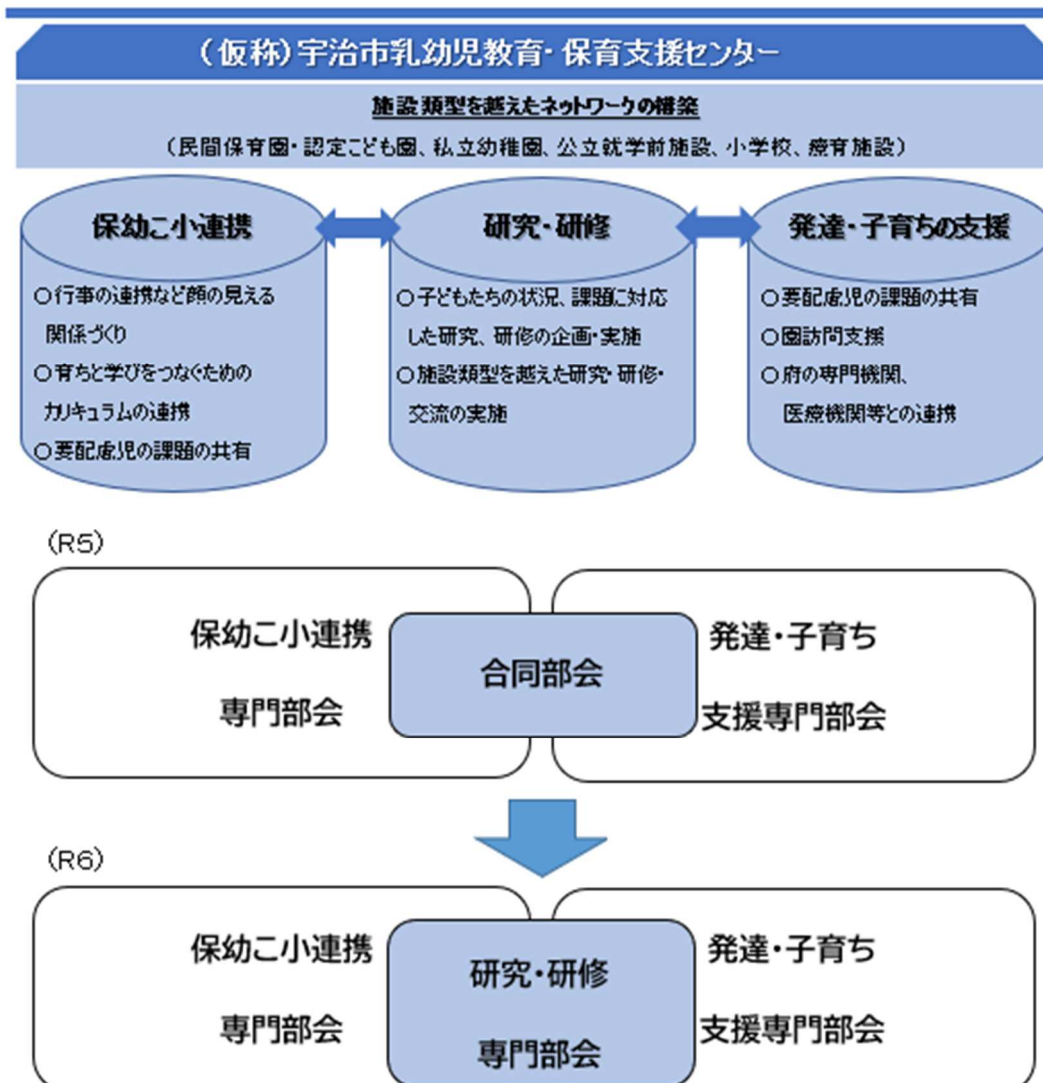 (仮称)宇治市乳幼児教育・保育支援センター
施設類型を越えたネットワークの構築
(民間保育園・認定こども園、私立幼稚園、公立就学前施設、小学校、療育施設)
保幼こ小連携
○行事の連携など顔の見える
関係づくり
○育ちと学びをつなぐための
カリキュラムの連携
○要配慮児の課題の共有
研究・研修
○子どもたちの状況、課題に対応
した研究、研修の企画・実施
○施設類型を越えた研究・研修・
交流の実施
発達・子育ちの支援
○要配慮児の課題の共有
○園訪問支援
○府の専門機関、
医療機関等との連携
(R5)
保幼こ小連携
専門部会
合同部会
発達・子育ち
支援専門部会
(R6)
保幼こ小連携
専門部会
研究・研修
専門部会
発達・子育ち
支援専門部会